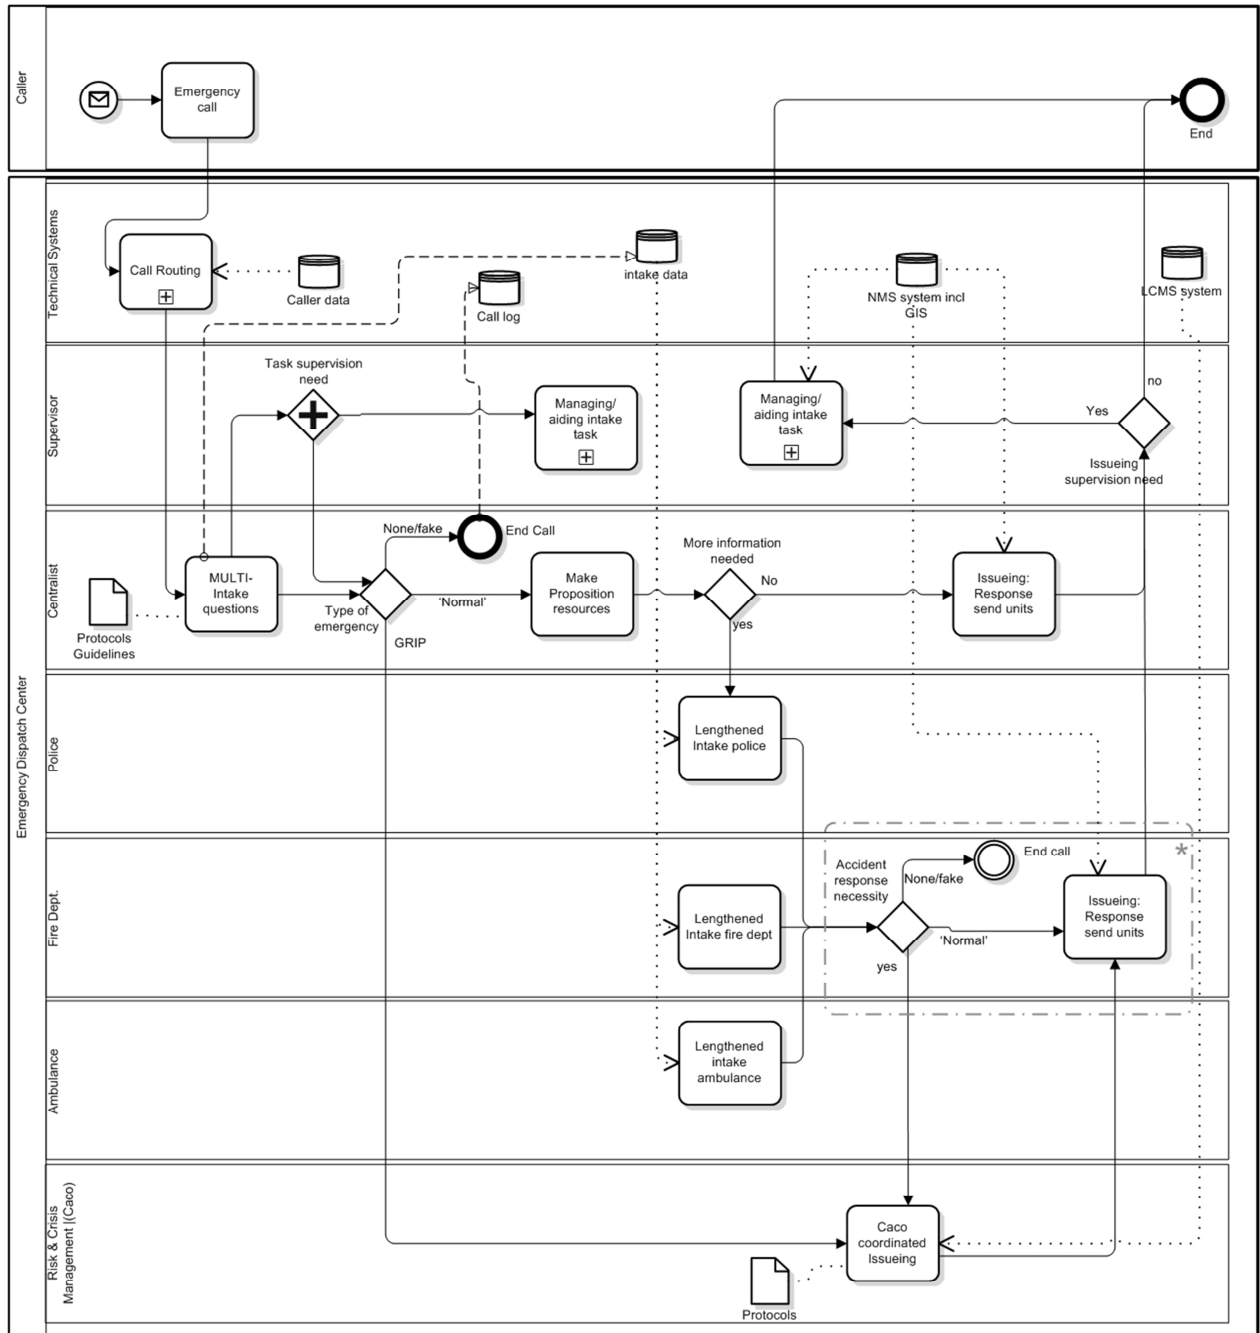 Caller
Emergency
call
End
Emergency Dispatch Center
Technical Systems
Call Routing
Caller data
Call log
intake data
NMS system incl
GIS
LCMS system
Supervisor
Task supervision
need
Managing/
aiding intake
task
Managing/
aiding intake
task
no
Yes
Issueing
supervision need
Centralist
Protocols
Guidelines
MULTI-
Intake
questions
None/fake
End Call
Type of
emergency
'Normal'
GRIP
Make
Proposition
resources
More information
needed
No
yes
Issueing:
Response
send units
Police
Lengthened
Intake police
Fire Dept.
Lengthened
Intake fire dept
Accident
response
necessity
None/fake
End call
*
'Normal'
yes
Issueing:
Response
send units
Ambulance
Lengthened
intake
ambulance
Risk & Crisis
Management |(Caco)
Caco
coordinated
Issueing
Protocols